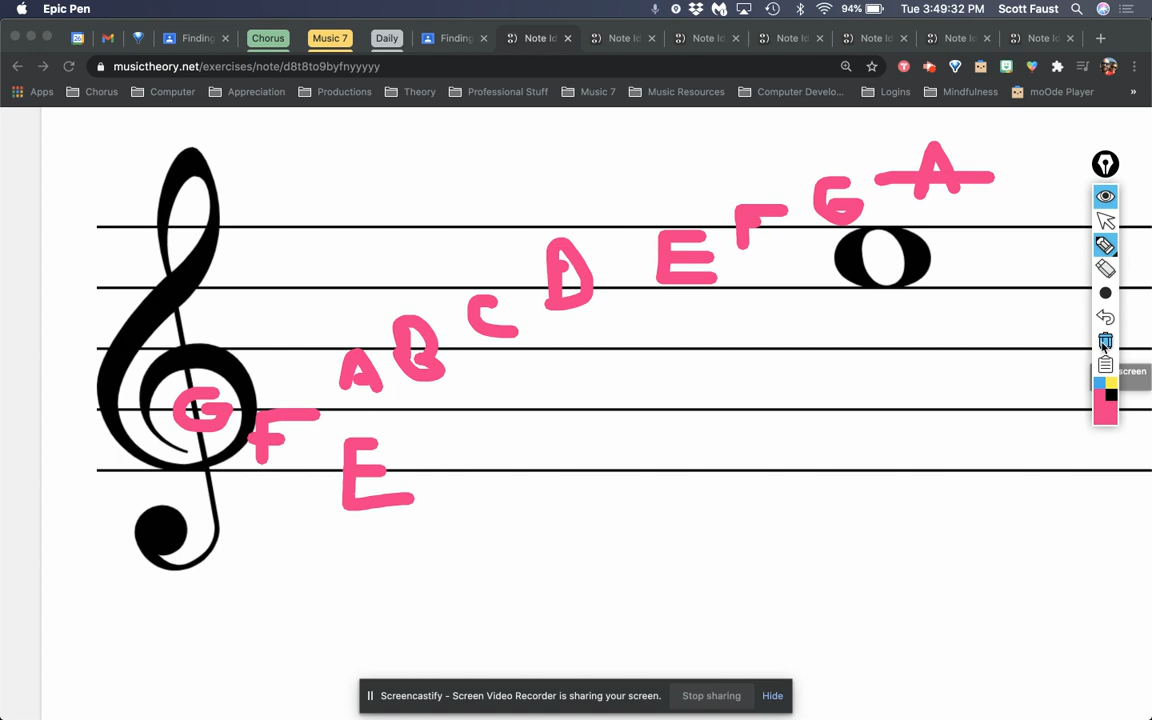 Epic Pen 94% Tue 3:49:32 PM Scott Faust
26 Finding Chorus Music 7 Daily Finding Note Id Note Id Note Id Note Id Note Id Note Id Note Id
musictheory.net/exercises/note/d8t8to9byfnyyyyy
Apps Chorus Computer Appreciation Productions Theory Professional Stuff Music 7 Music Resources Computer Develo... Logins Mindfulness moOde Player »
A
G
F
E
D
C
B
A
G
F
E
screen
Screencastify - Screen Video Recorder is sharing your screen. Stop sharing Hide